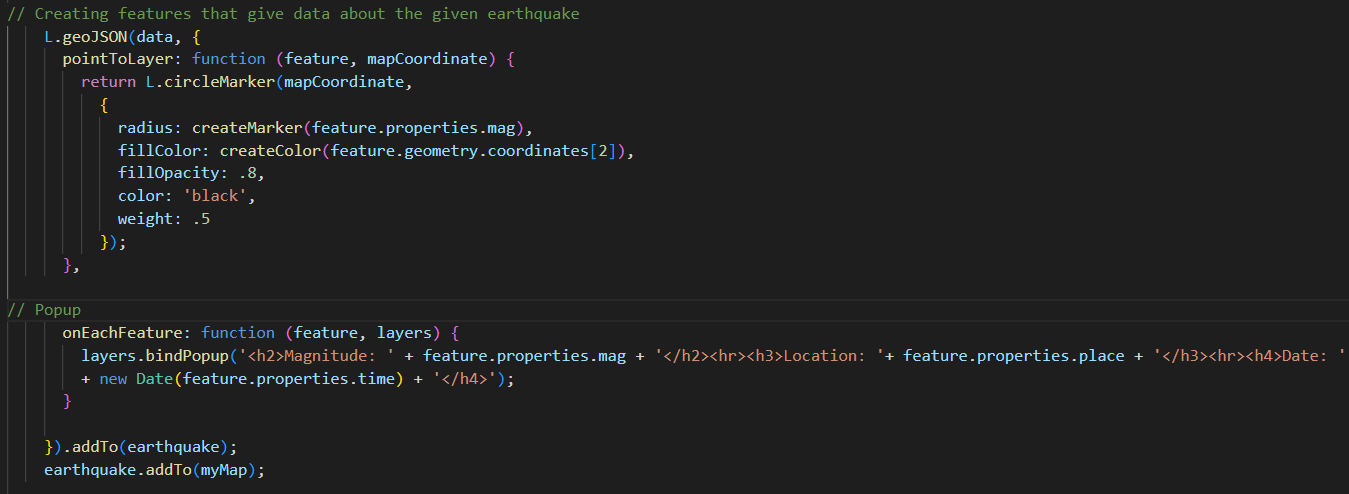 // Creating features that give data about the given earthquake
L.geoJSON(data, {
pointToLayer: function (feature, mapCoordinate) {
return L.circleMarker(mapCoordinate,
{
radius: createMarker(feature.properties.mag),
fillColor: createColor(feature.geometry.coordinates[2]),
fillOpacity: .8,
color: 'black',
weight: .5
});
},
// Popup
onEachFeature: function (feature, layers) {
layers.bindPopup('<h2>Magnitude: ' + feature.properties.mag + '</h2><hr><h3>Location: '+ feature.properties.place + '</h3><hr><h4>Date: '
+ new Date(feature.properties.time) + '</h4>');
}
}).addTo(earthquake);
earthquake.addTo(myMap);